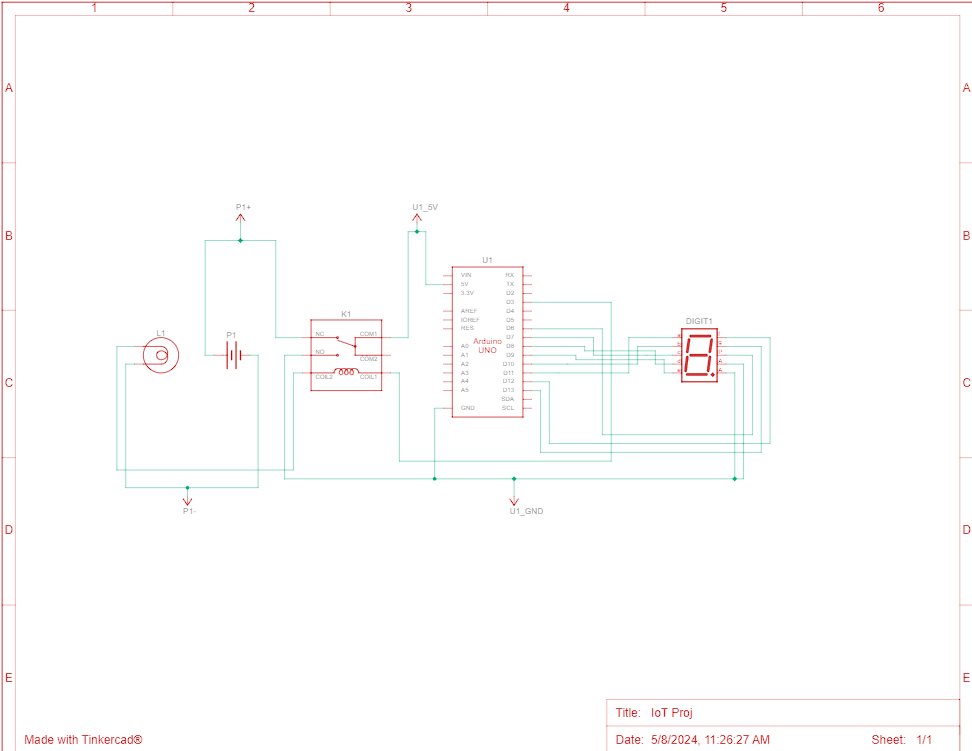 1 2 3 4 5 6
A A
B B
C C
D D
E E
P1+
U1_5V
U1
L1
P1
K1
NC COM1
NO COM2
COIL2 COIL1
VIN RX
5V TX
3.3V D2
D3
AREF D4
IOREF D5
RES D6
D7
A0 D8
A1 D9
A2 D10
A3 D11
A4 D12
A5 D13
SDA
GND SCL
Arduino
UNO
DIGIT1
P1-
U1_GND
Title: IoT Proj
Date: 5/8/2024, 11:26:27 AM
Sheet: 1/1
Made with Tinkercad®